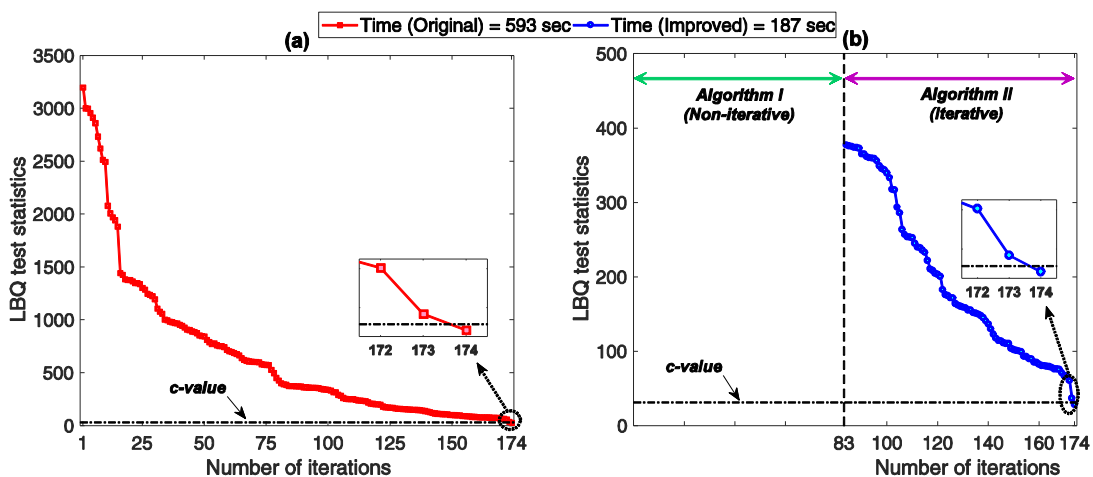 Time (Original) = 593 sec
Time (Improved) = 187 sec
(a)
LBQ test statistics
3500
3000
2500
2000
1500
1000
500
0
c-value
172 173 174
1 25 50 75 100 125 150 174
Number of iterations
(b)
LBQ test statistics
500
400
300
200
100
0
Algorithm I
(Non-iterative)
Algorithm II
(Iterative)
c-value
172 173 174
83 100 120 140 160 174
Number of iterations